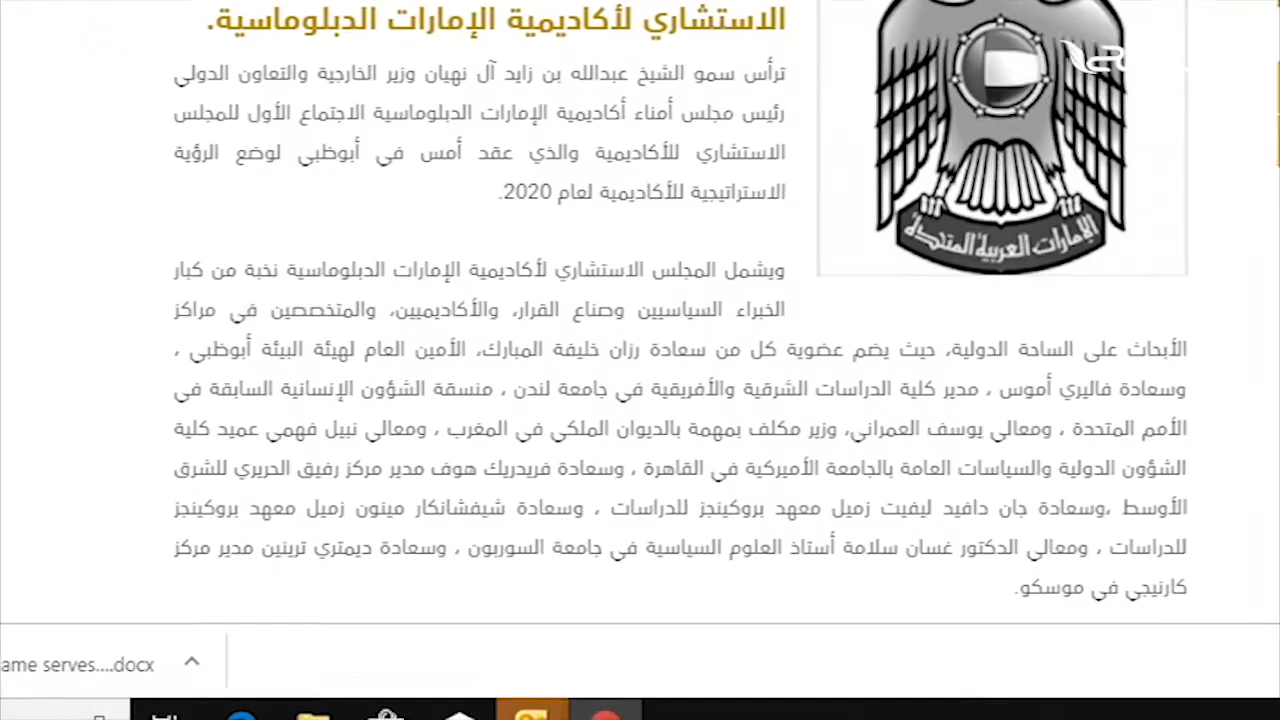 الاستشاري لأكاديمية الإمارات الدبلوماسية.
ترأس سمو الشيخ عبدالله بن زايد آل نهيان وزير الخارجية والتعاون الدولي
رئيس مجلس أمناء أكاديمية الإمارات الدبلوماسية الاجتماع الأول للمجلس
الاستشاري للأكاديمية والذي عقد أمس في أبوظبي لوضع الرؤية
الاستراتيجية للأكاديمية لعام 2020.
الإمارات العربية المتحدة
ويشمل المجلس الاستشاري لأكاديمية الإمارات الدبلوماسية نخبة من كبار
الخبراء السياسيين وصناع القرار، والأكاديميين، والمتخصصين في مراكز
الأبحاث على الساحة الدولية، حيث يضم عضوية كل من سعادة رزان خليفة المبارك، الأمين العام لهيئة البيئة أبوظبي ،
وسعادة فاليري أموس ، مدير كلية الدراسات الشرقية والأفريقية في جامعة لندن ، منسقة الشؤون الإنسانية السابقة في
الأمم المتحدة ، ومعالي يوسف العمراني، وزير مكلف بمهمة بالديوان الملكي في المغرب ، ومعالي نبيل فهمي عميد كلية
الشؤون الدولية والسياسات العامة بالجامعة الأميركية في القاهرة ، وسعادة فريدريك هوف مدير مركز رفيق الحريري للشرق
الأوسط ،وسعادة جان دافيد ليفيت زميل معهد بروكينجز للدراسات ، وسعادة شيفشانكار مينون زميل معهد بروكينجز
للدراسات ، ومعالي الدكتور غسان سلامة أستاذ العلوم السياسية في جامعة السوربون ، وسعادة ديمتري ترينين مدير مركز
كارنيجي في موسكو.
ame serves....docx